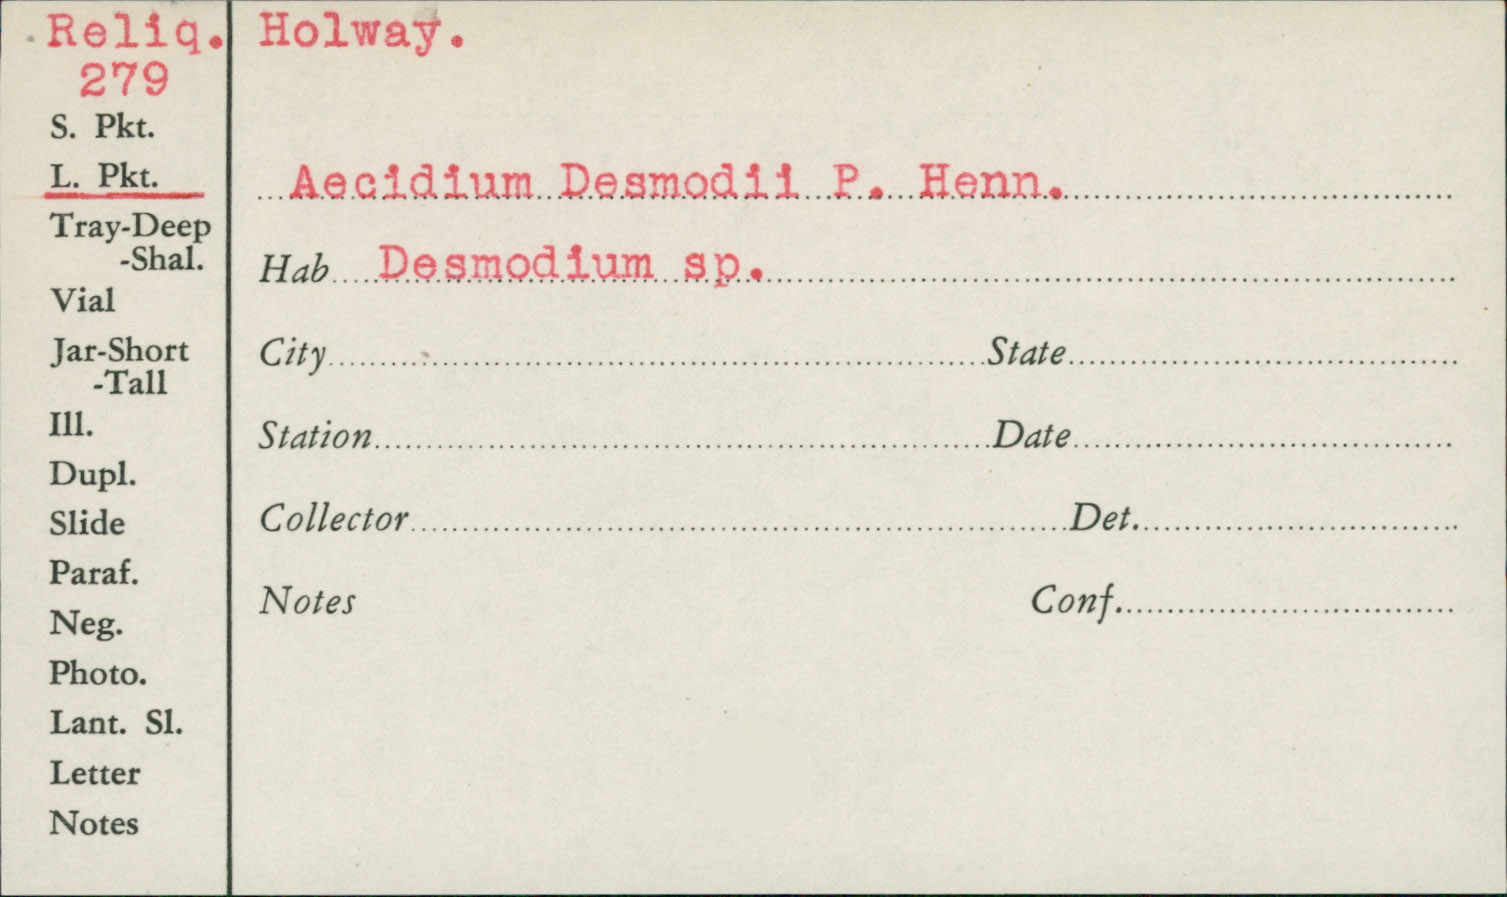 Reliq. Holway.
279
S. Pkt.
L. Pkt.
Aecidium Desmodii P. Henn.
Tray-Deep
-Shal.
Hab Desmodium sp.
Vial
Jar-Short
-Tall
City State
Ill.
Station Date
Dupl.
Slide
Collector Det.
Paraf.
Notes Conf.
Neg.
Photo.
Lant. Sl.
Letter
Notes